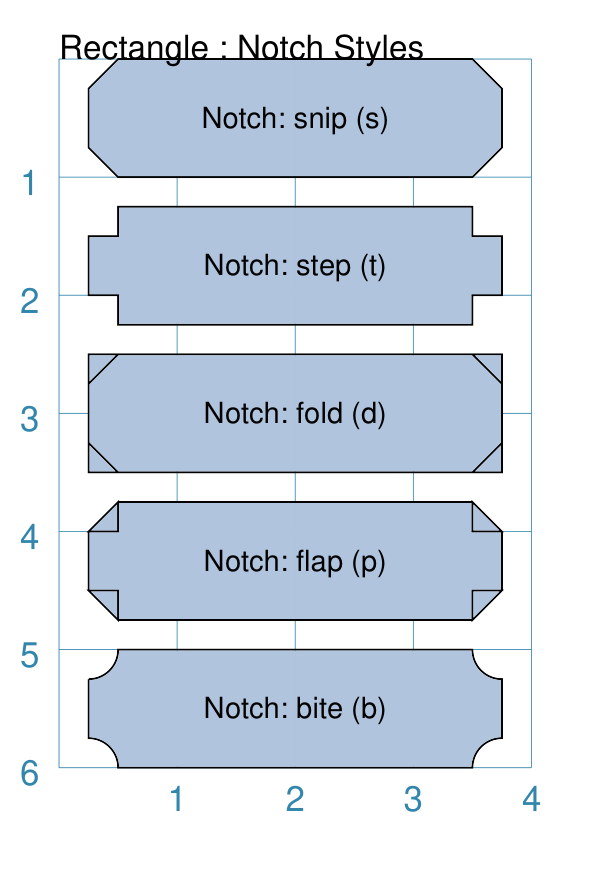 Rectangle : Notch Styles
Notch: snip (s)
1
Notch: step (t)
2
Notch: fold (d)
3
Notch: flap (p)
4
5
Notch: bite (b)
6
1 2 3 4